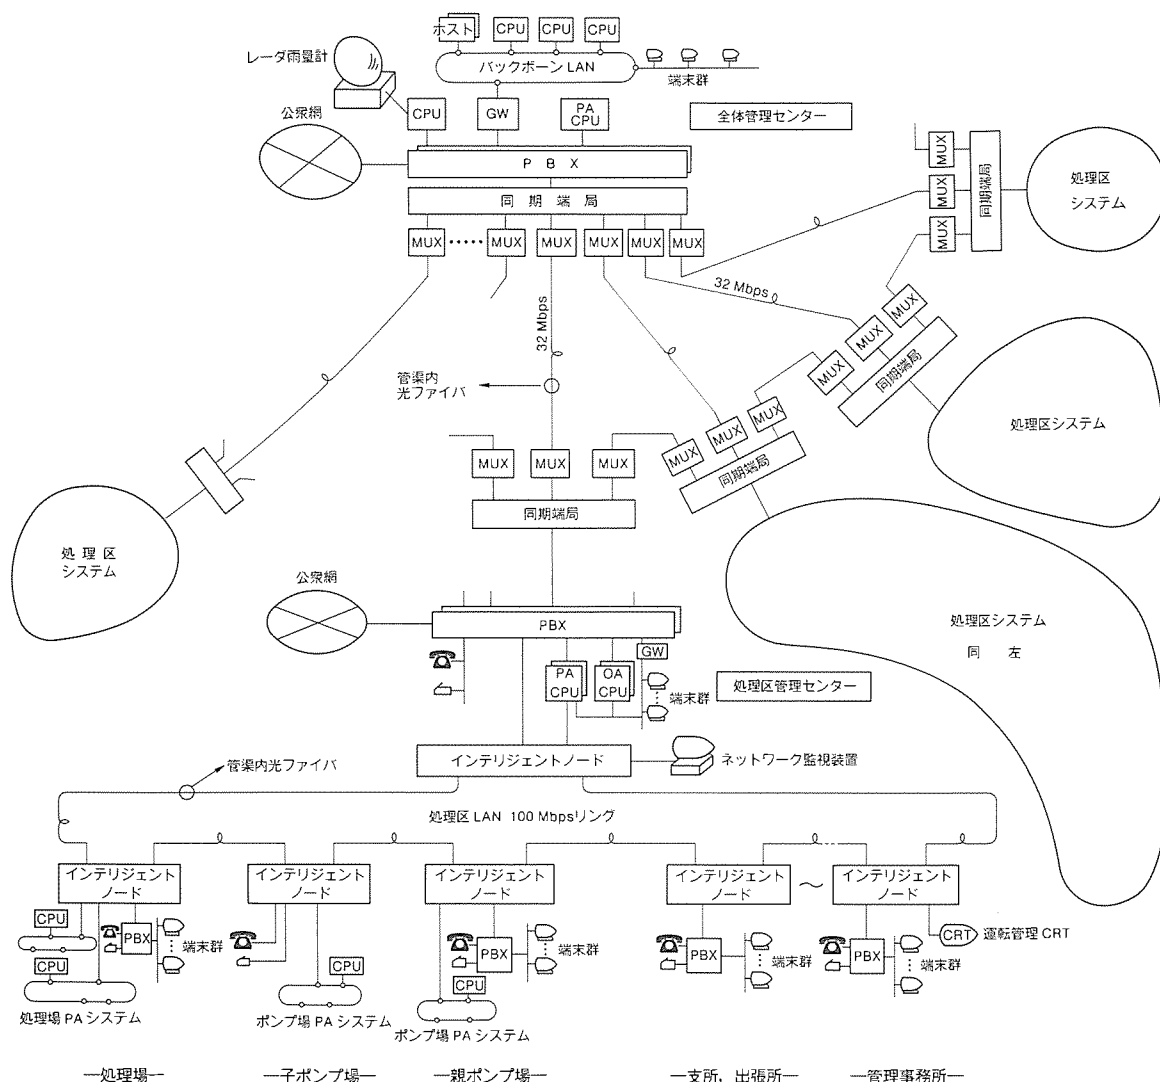 ホスト
CPU
CPU
CPU
レーダ雨量計
バックボーン LAN
端末群
公衆網
CPU
GW
PA
CPU
全体管理センター
P B X
同 期 端 局
MUX
MUX
MUX
MUX
MUX
MUX
MUX
MUX
MUX
同期端局
処理区
システム
32 Mbps
32 Mbps
MUX
MUX
MUX
同期端局
処理区システム
管渠内
光ファイバ
MUX
MUX
MUX
同期端局
MUX
MUX
MUX
同期端局
処 理 区
システム
公衆網
PBX
処理区システム
同 左
GW
PA
CPU
OA
CPU
端末群
処理区管理センター
インテリジェントノード
ネットワーク監視装置
管渠内光ファイバ
処理区 LAN 100 Mbpsリング
インテリジェント
ノード
インテリジェント
ノード
インテリジェント
ノード
インテリジェント
ノード
～
インテリジェント
ノード
CPU
PBX
端末群
CPU
処理場 PA システム
CPU
ポンプ場 PA システム
PBX
端末群
CPU
ポンプ場 PA システム
PBX
端末群
PBX
端末群
CRT
運転管理 CRT
―処理場―
―子ポンプ場―
―親ポンプ場―
―支所，出張所―
―管理事務所―